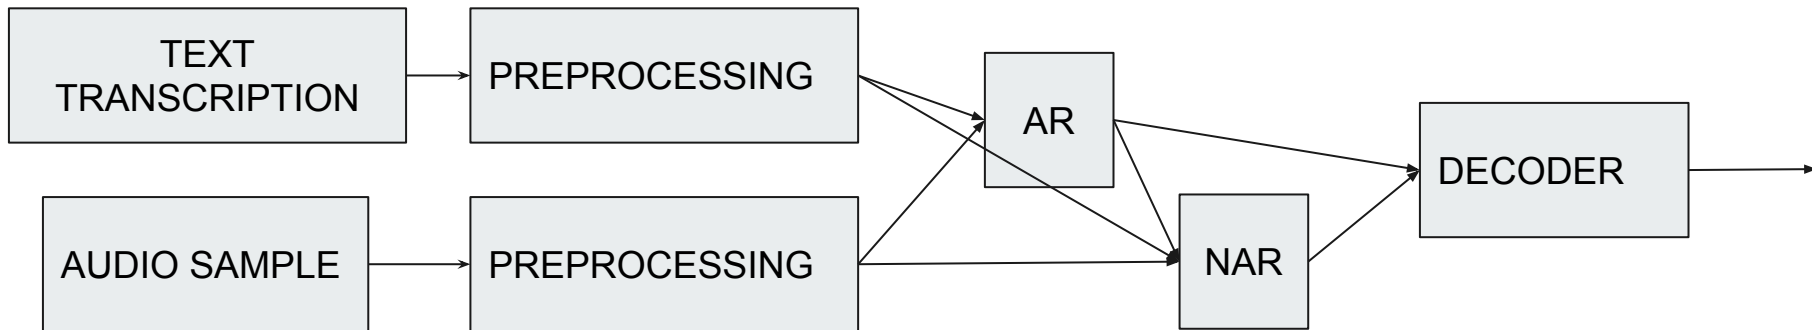 TEXT
TRANSCRIPTION
PREPROCESSING
AR
DECODER
AUDIO SAMPLE
PREPROCESSING
NAR